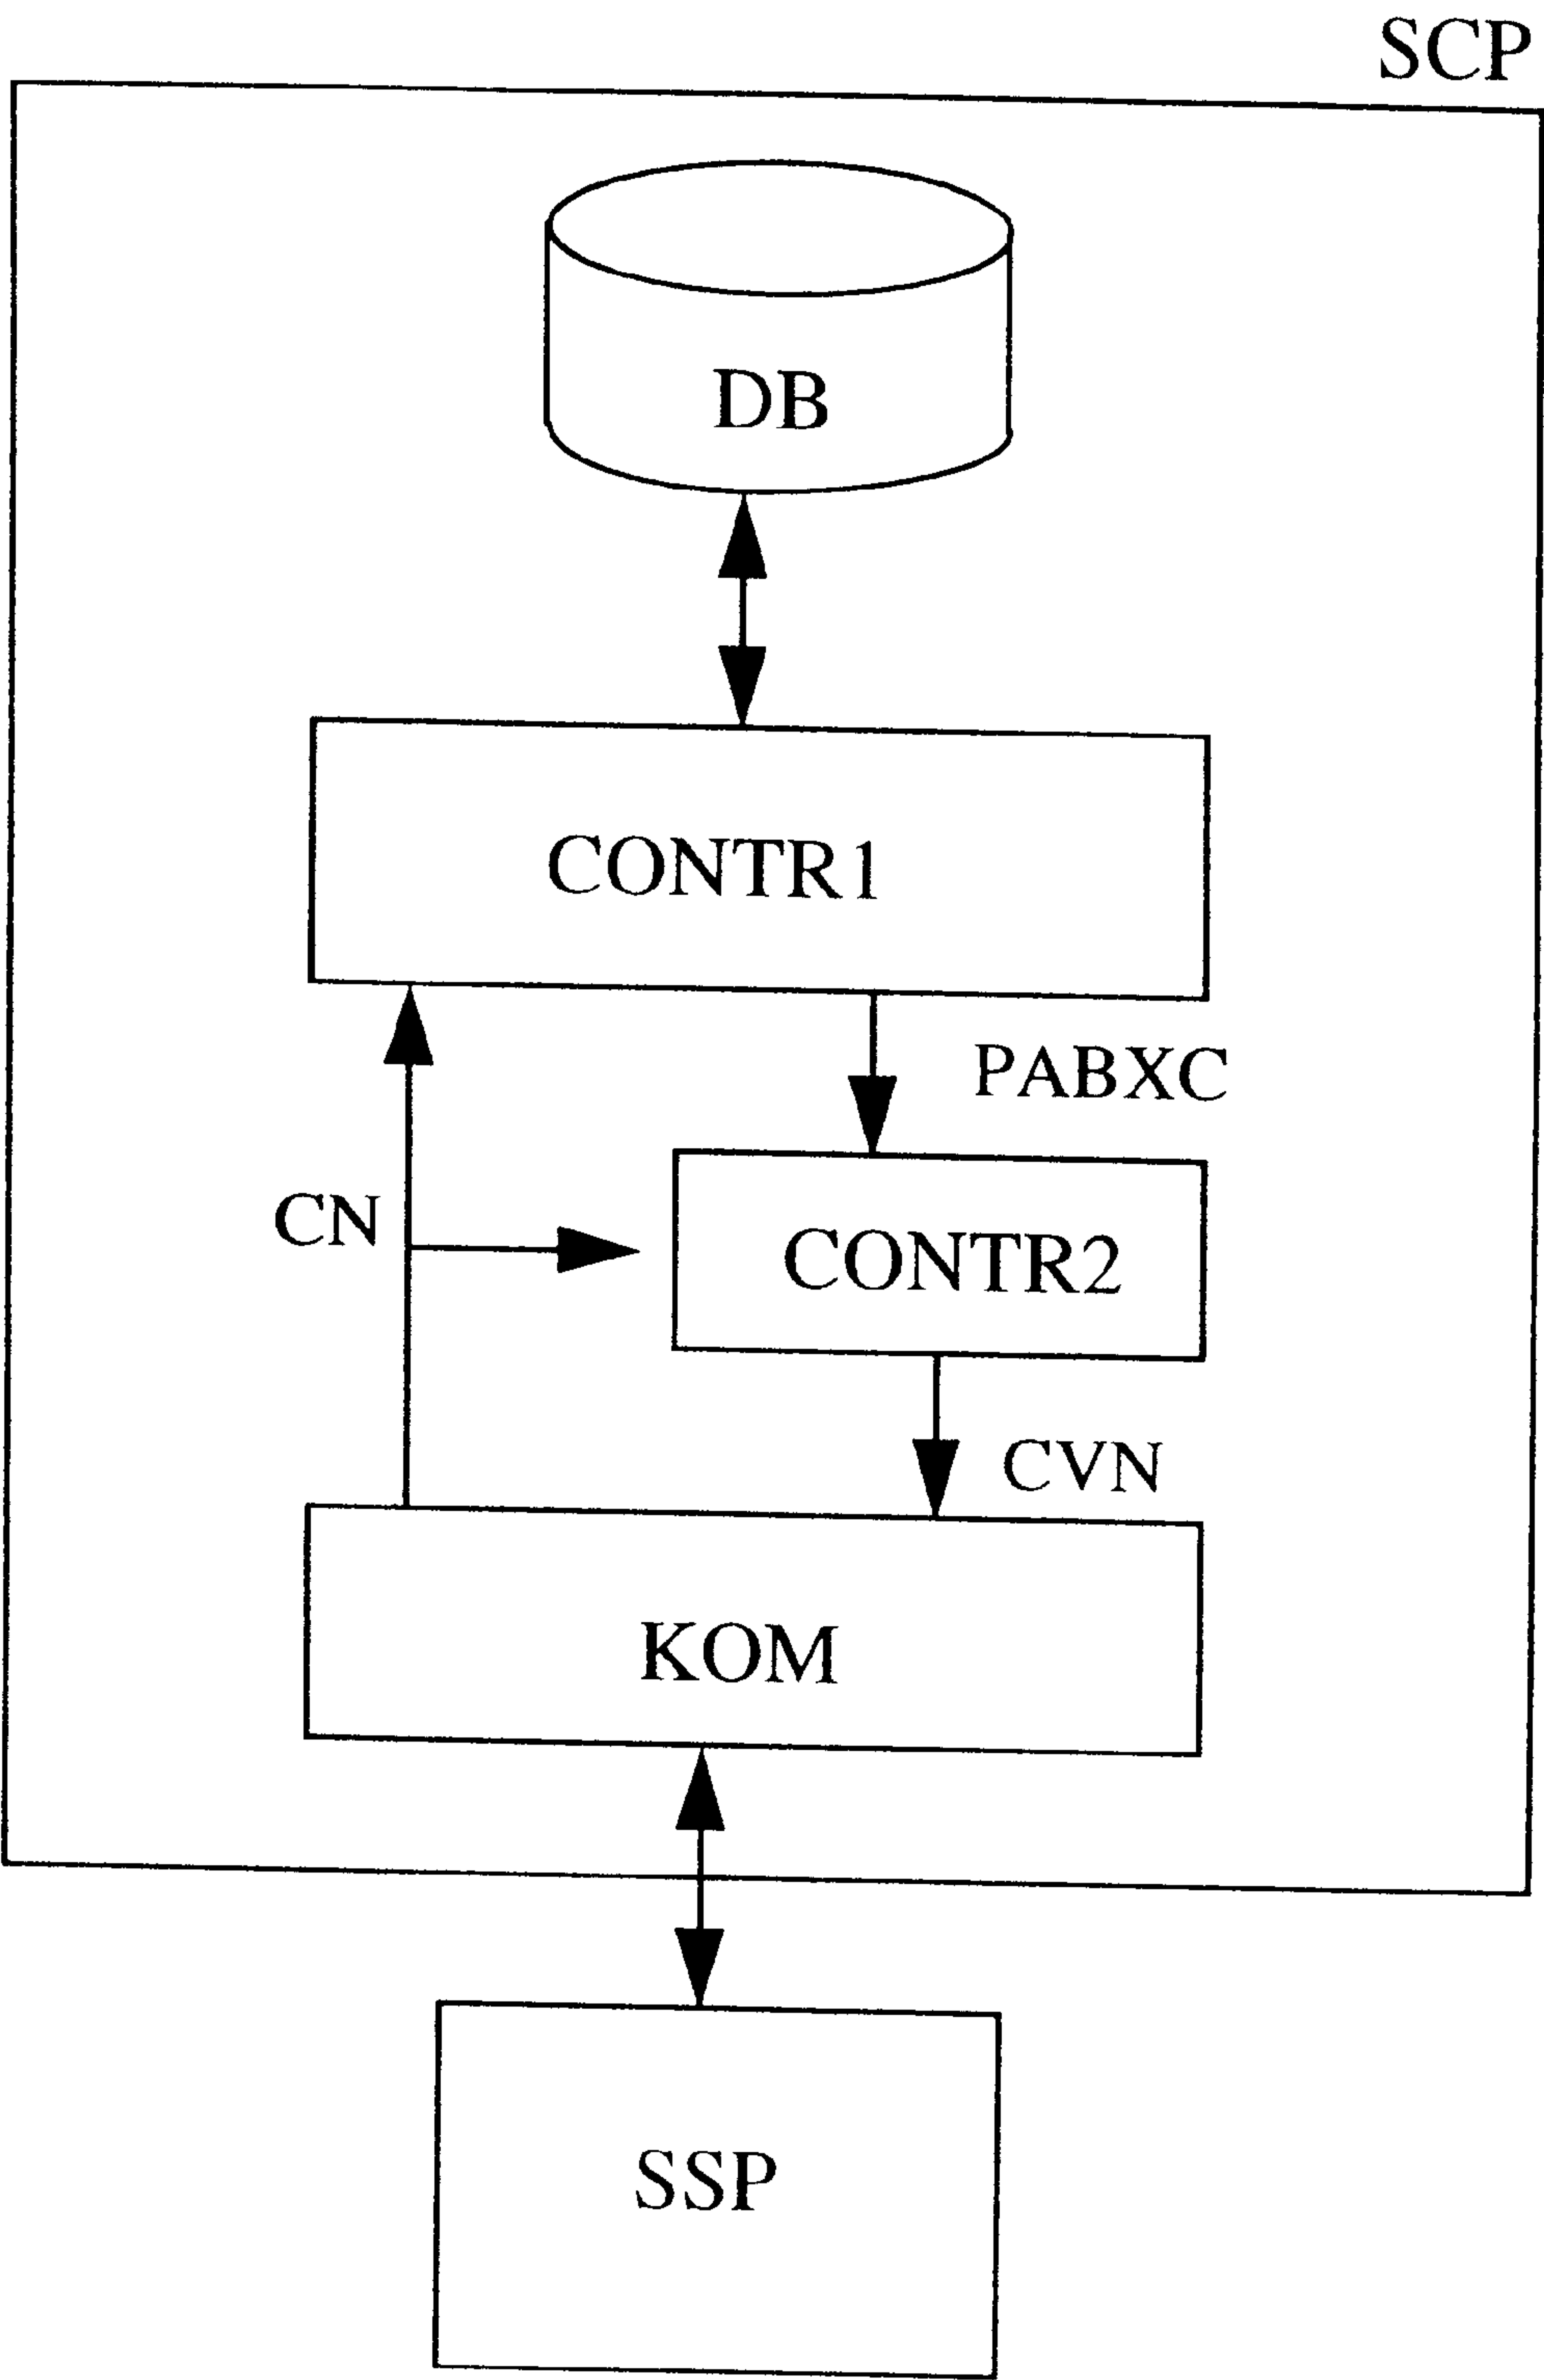 SCP
DB
CONTR1
PABXC
CN
CONTR2
CVN
KOM
SSP